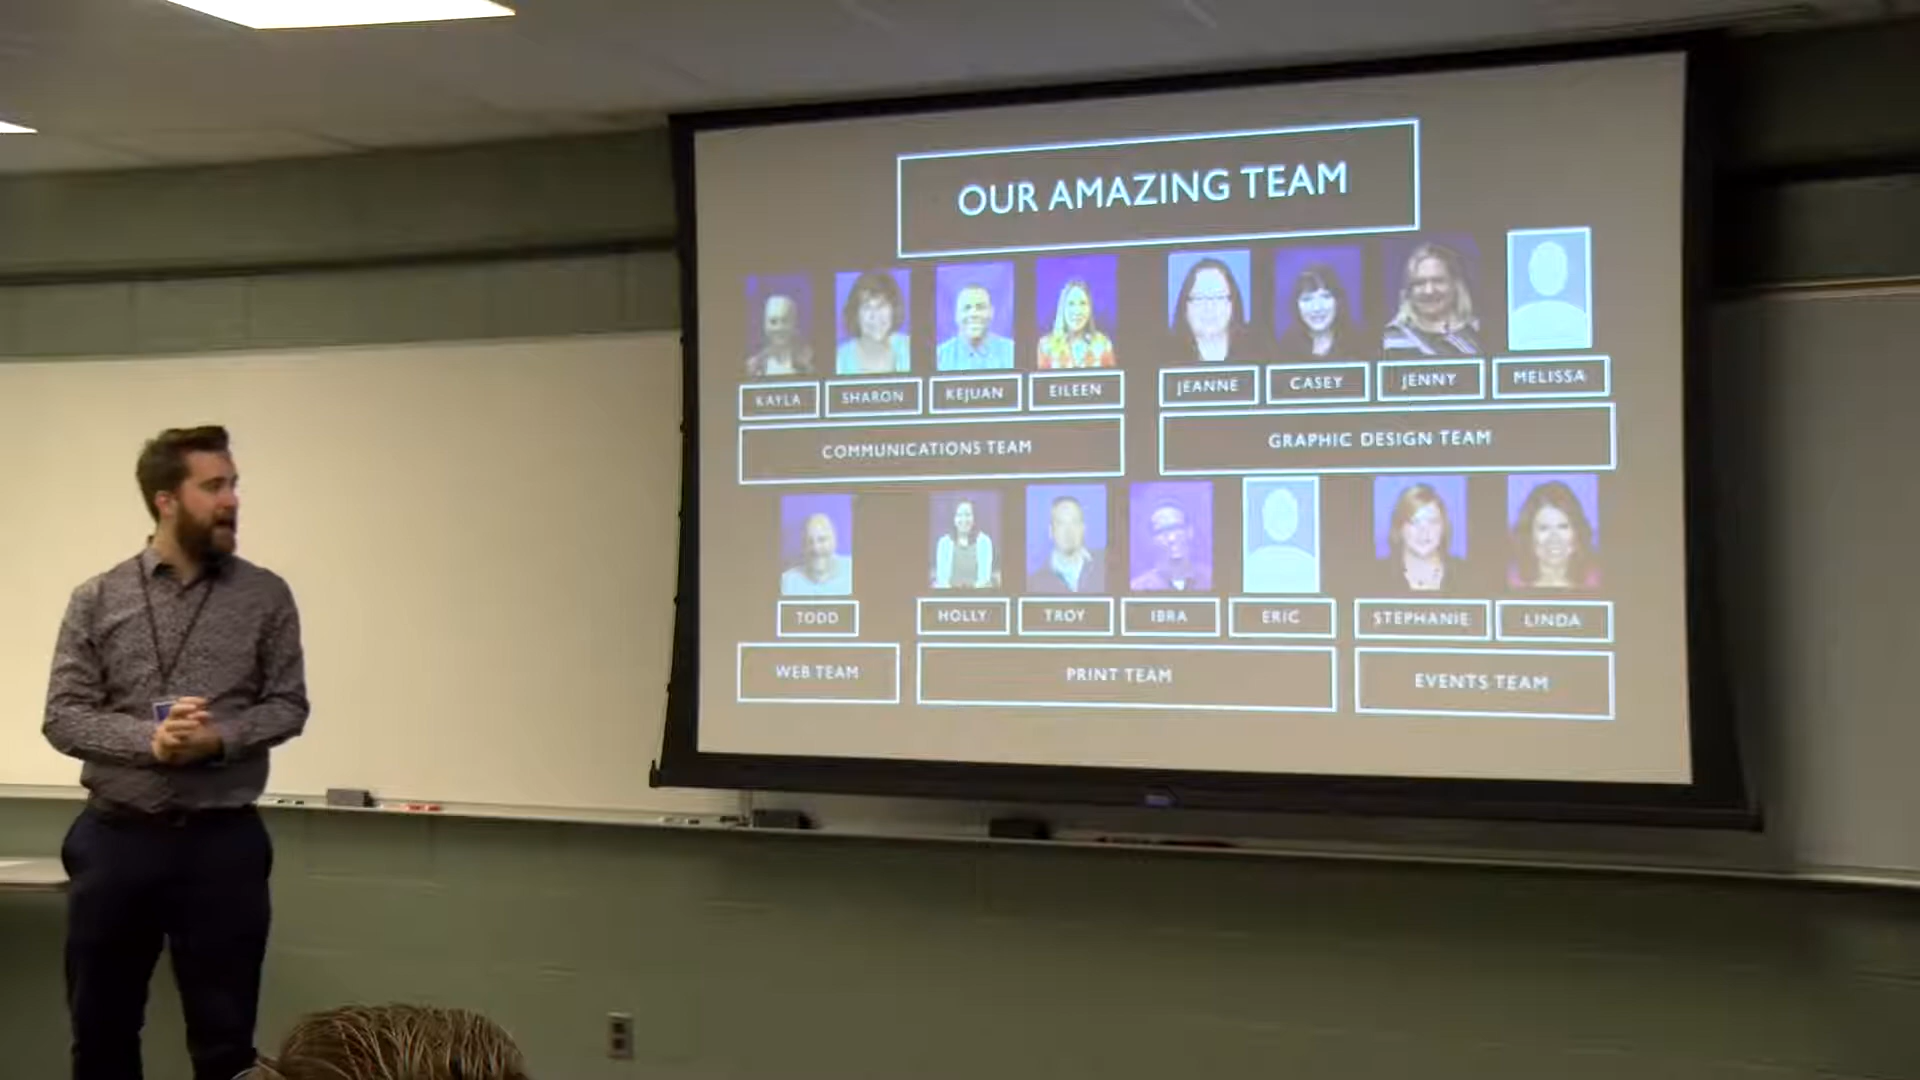 OUR AMAZING TEAM
KAYLA
SHARON
KEJUAN
EILEEN
JEANNE
CASEY
JENNY
MELISSA
COMMUNICATIONS TEAM
GRAPHIC DESIGN TEAM
TODD
HOLLY
TROY
IBRA
ERIC
STEPHANIE
LINDA
WEB TEAM
PRINT TEAM
EVENTS TEAM